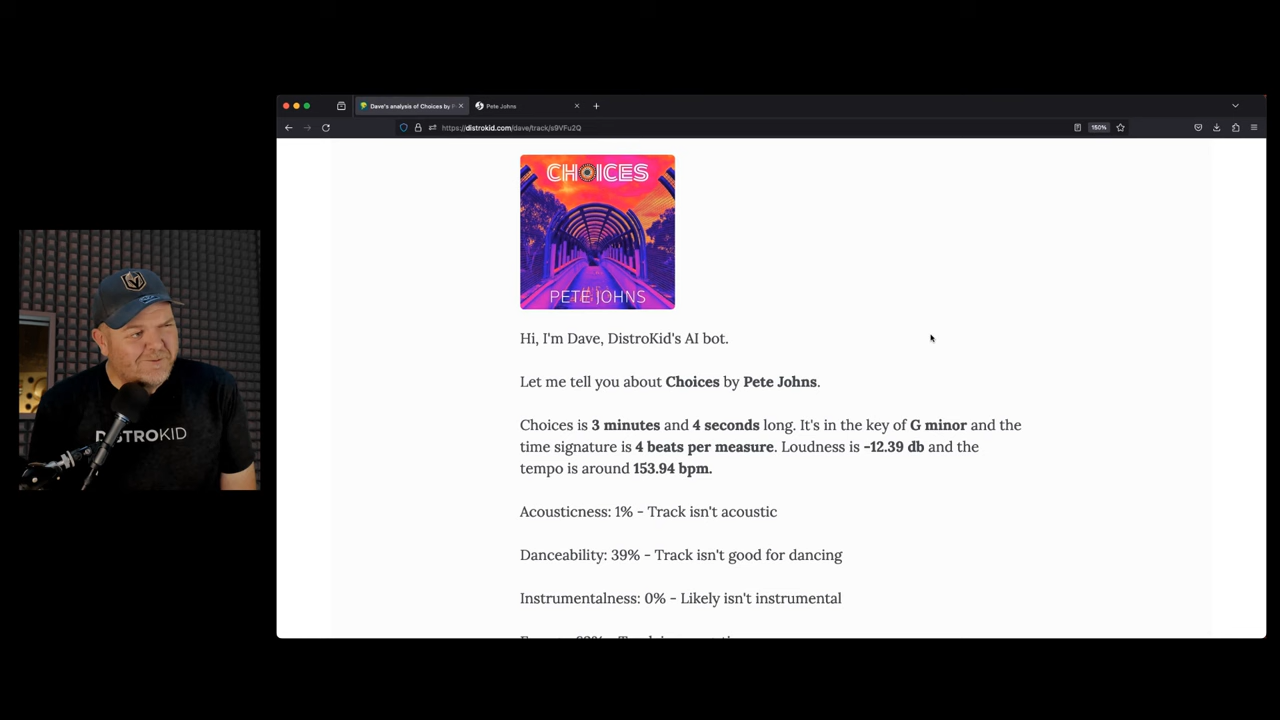 Dave's analysis of Choices by P
Pete Johns
https://distrokid.com/dave/track/s9VFu2Q
150%
CHOICES
PETE JOHNS
Hi, I'm Dave, DistroKid's AI bot.
Let me tell you about Choices by Pete Johns.
Choices is 3 minutes and 4 seconds long. It's in the key of G minor and the
time signature is 4 beats per measure. Loudness is -12.39 db and the
tempo is around 153.94 bpm.
DISTROKID
Acousticness: 1% - Track isn't acoustic
Danceability: 39% - Track isn't good for dancing
Instrumentalness: 0% - Likely isn't instrumental